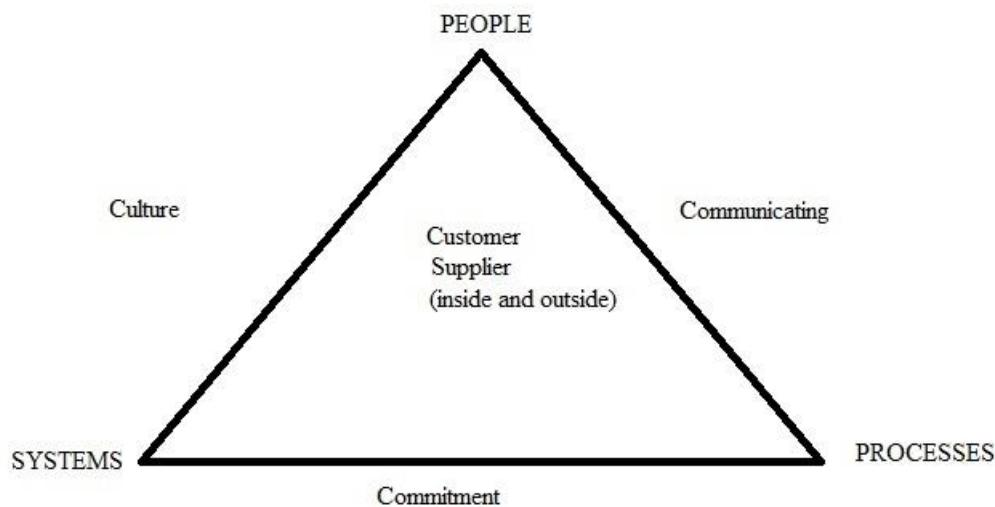 PEOPLE
Culture
Communicating
Customer
Supplier
(inside and outside)
SYSTEMS
PROCESSES
Commitment